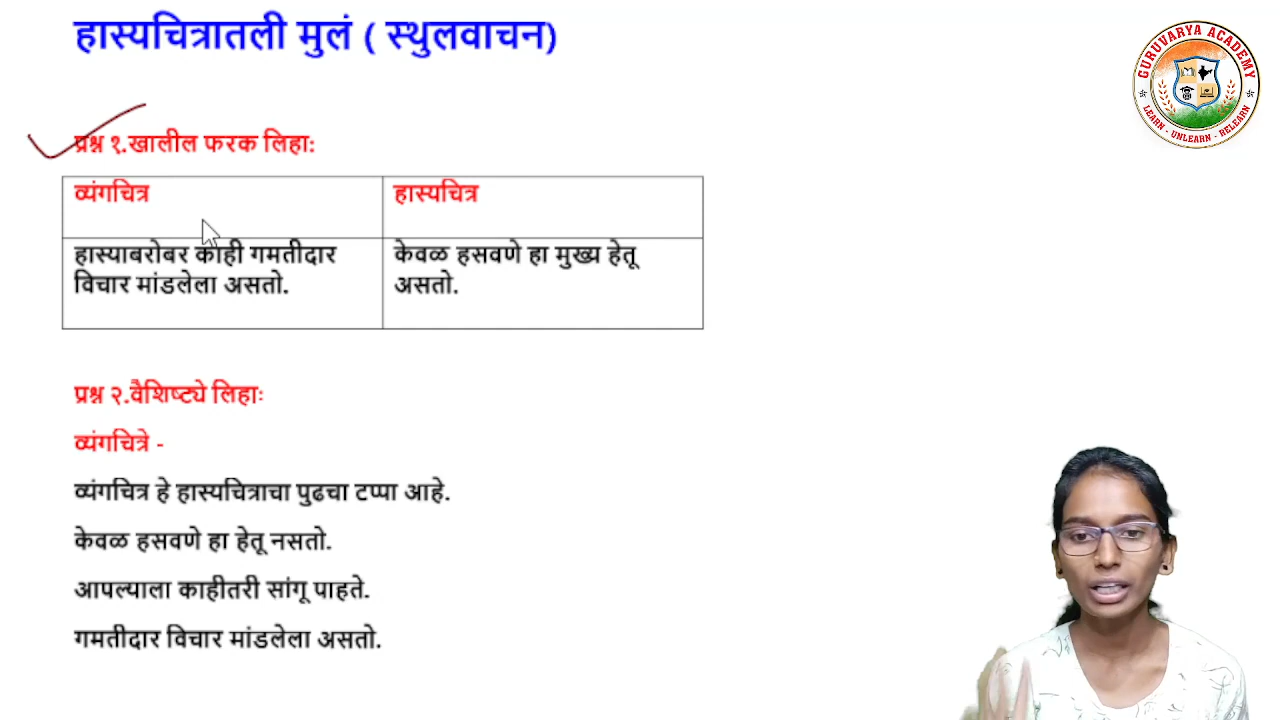 हास्यचित्रातली मुलं ( स्थुलवाचन)
GURUVARYA ACADEMY
LEARN - UNLEARN - RELEARN
प्रश्न १.खालील फरक लिहा:
व्यंगचित्र
हास्यचित्र
हास्याबरोबर काही गमतीदार
विचार मांडलेला असतो.
केवळ हसवणे हा मुख्य हेतू
असतो.
प्रश्न २.वैशिष्ट्ये लिहाः
व्यंगचित्रे -
व्यंगचित्र हे हास्यचित्राचा पुढचा टप्पा आहे.
केवळ हसवणे हा हेतू नसतो.
आपल्याला काहीतरी सांगू पाहते.
गमतीदार विचार मांडलेला असतो.